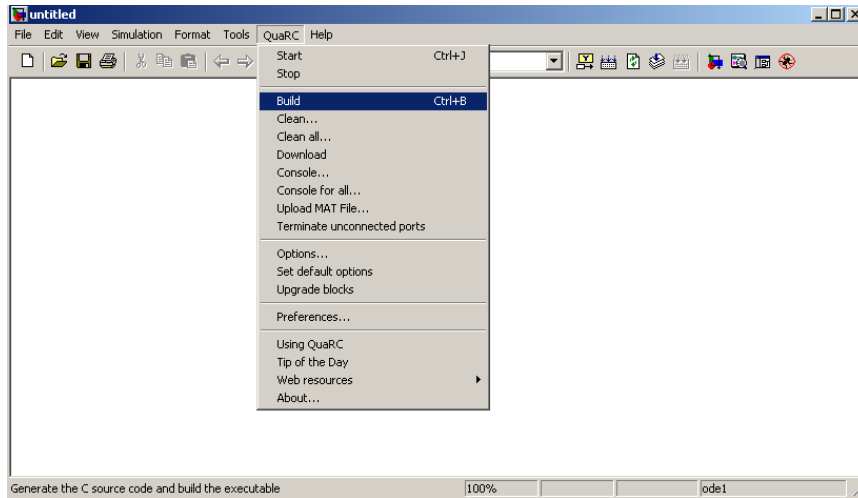 untitled
File Edit View Simulation Format Tools QuaRC Help
Start Ctrl+J
Stop
Build Ctrl+B
Clean...
Clean all...
Download
Console...
Console for all...
Upload MAT File...
Terminate unconnected ports
Options...
Set default options
Upgrade blocks
Preferences...
Using QuaRC
Tip of the Day
Web resources
About...
Generate the C source code and build the executable 100% ode1